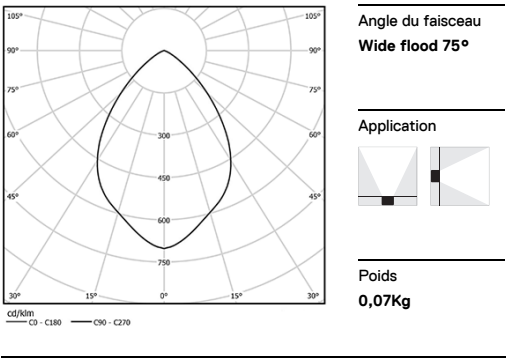 105° 105°
90° 90°
75° 75°
60° 60°
45° 45°
300
450
600
750
30° 15° 0° 15° 30°
cd/klm
C0 - C180 C90 - C270
Angle du faisceau
Wide flood 75°
Application
Poids
0,07Kg